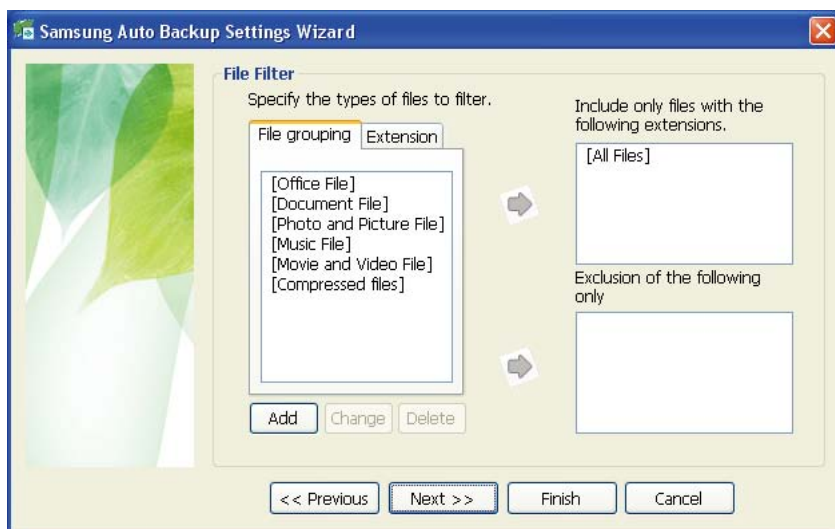 Samsung Auto Backup Settings Wizard
File Filter
Specify the types of files to filter.
File grouping
Extension
[Office File]
[Document File]
[Photo and Picture File]
[Music File]
[Movie and Video File]
[Compressed files]
Add
Change
Delete
Include only files with the
following extensions.
[All Files]
Exclusion of the following
only
<< Previous
Next >>
Finish
Cancel